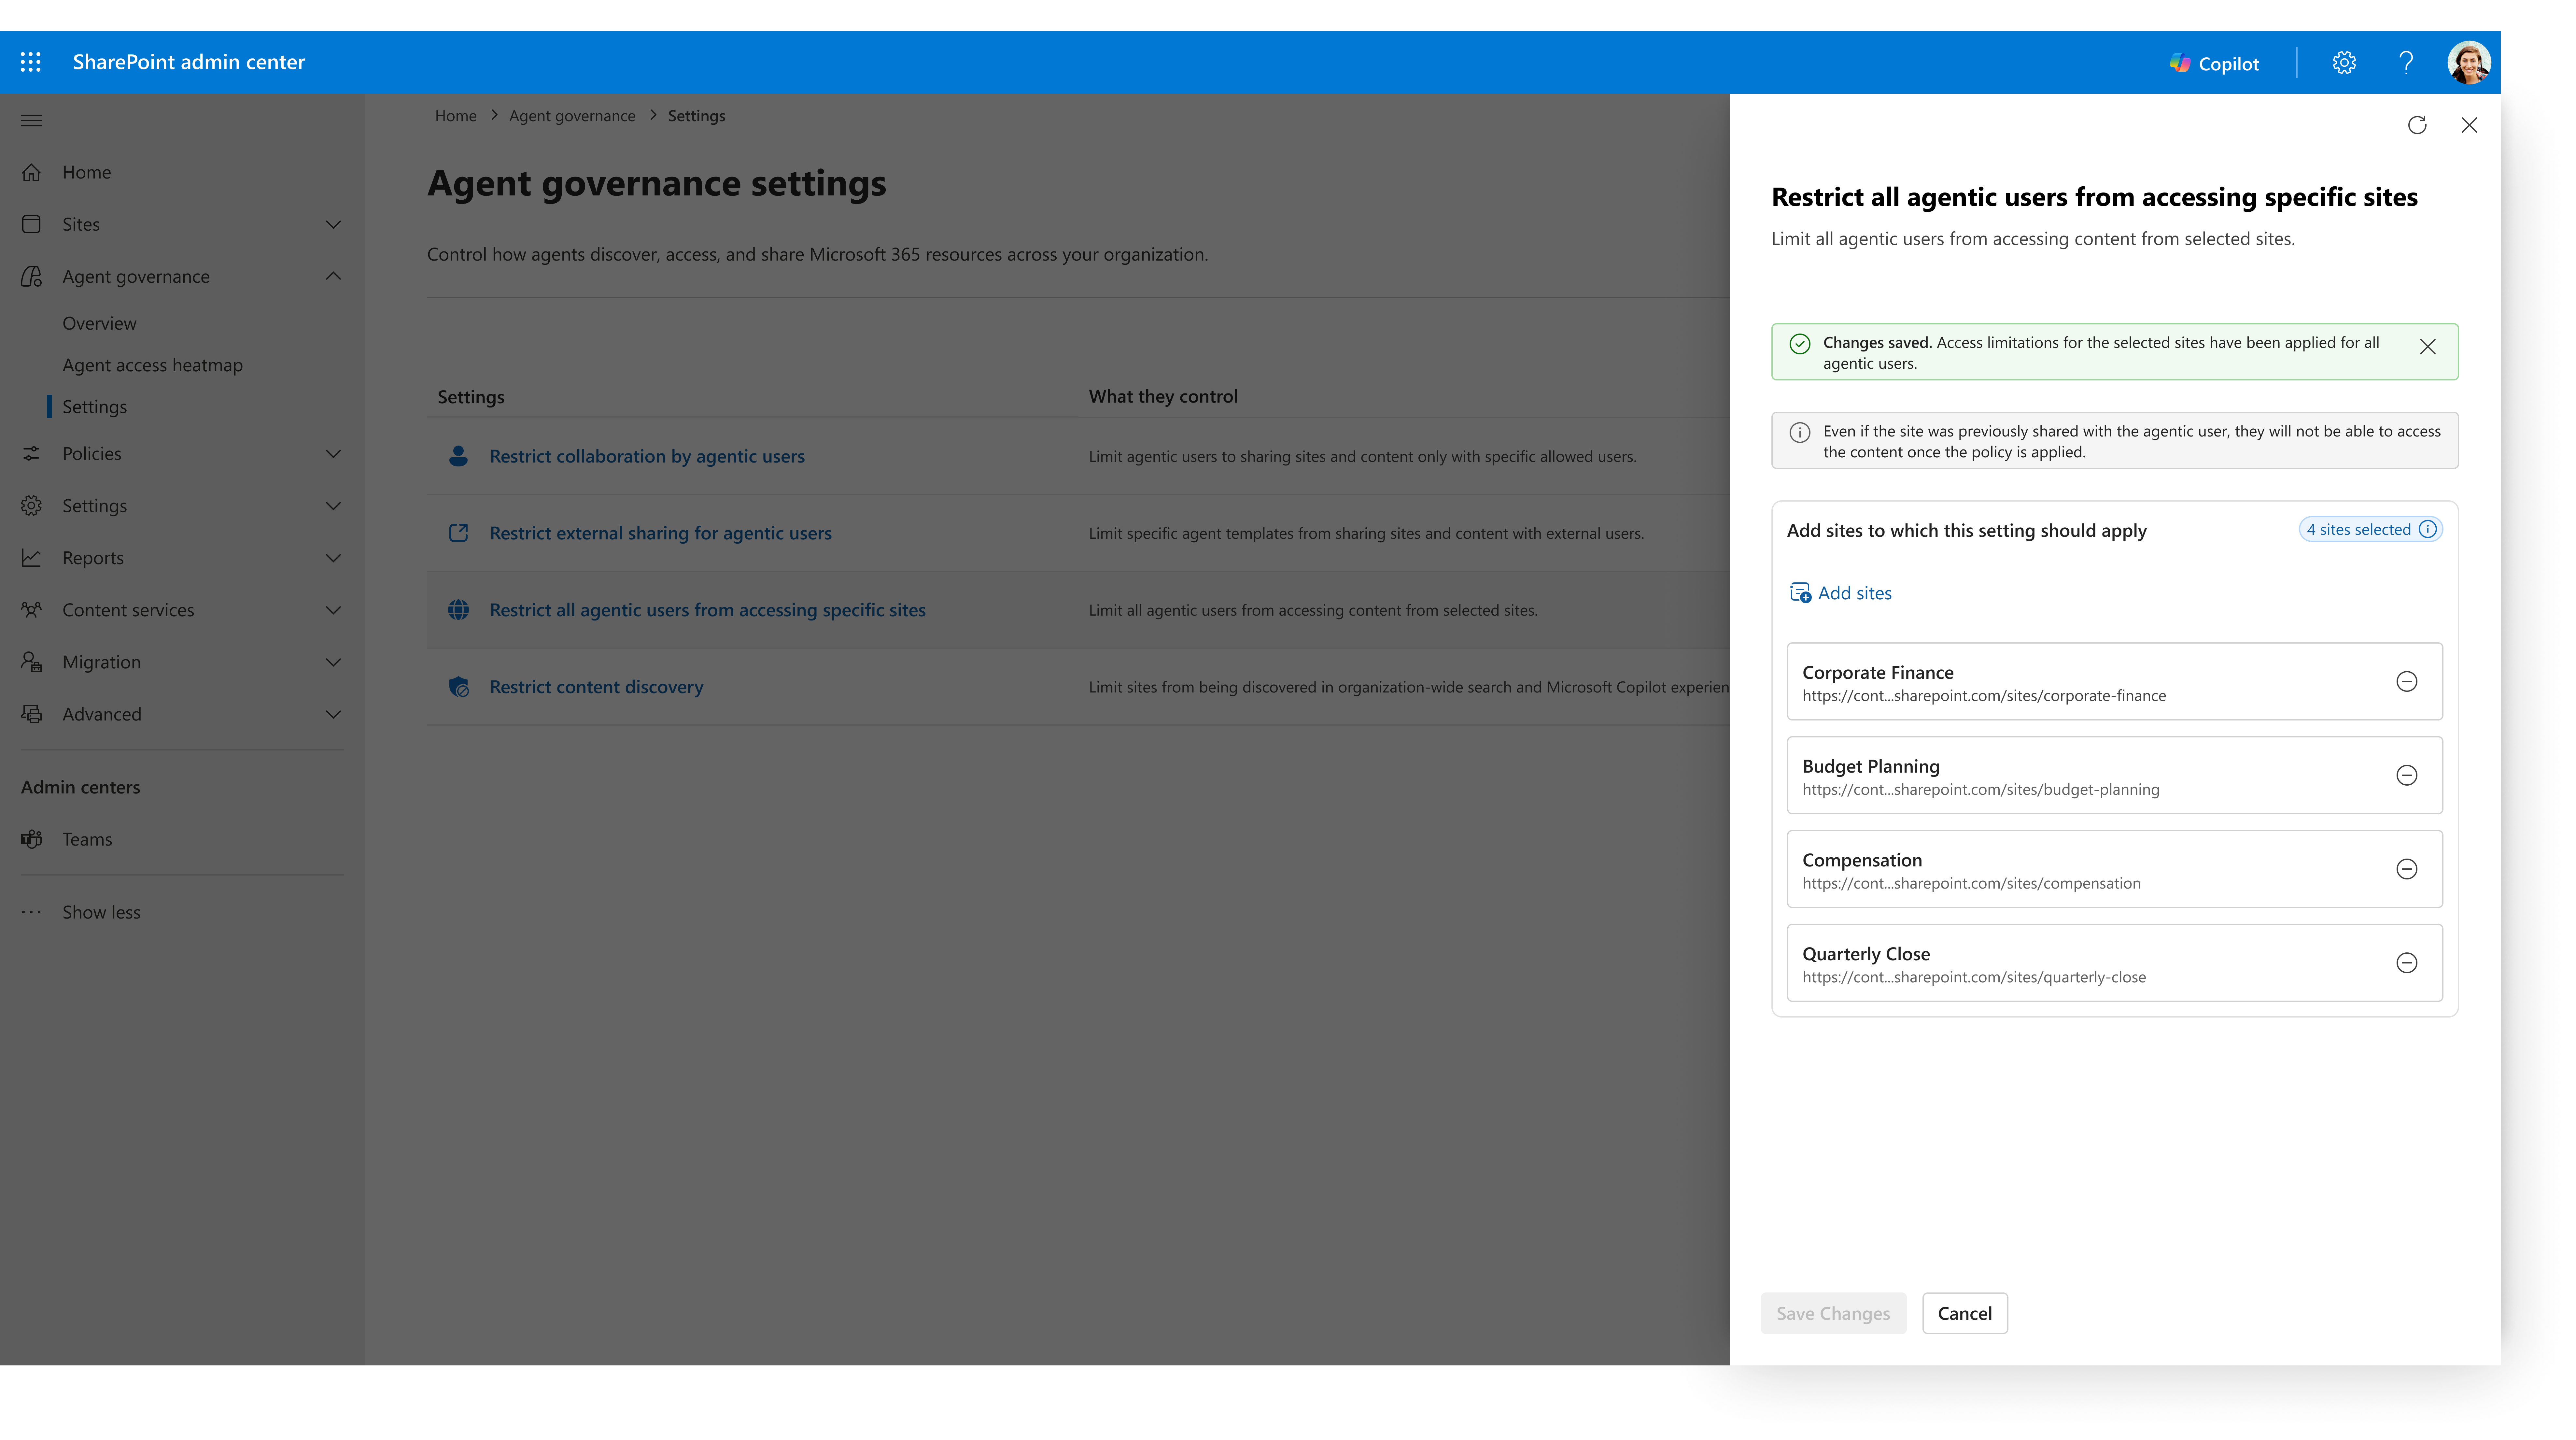 SharePoint admin center
Copilot
Home
Sites
Agent governance
Overview
Agent access heatmap
Settings
Policies
Settings
Reports
Content services
Migration
Advanced
Admin centers
Teams
Show less
Home > Agent governance > Settings
Agent governance settings
Control how agents discover, access, and share Microsoft 365 resources across your organization.
Settings What they control
Restrict collaboration by agentic users Limit agentic users to sharing sites and content only with specific allowed users.
Restrict external sharing for agentic users Limit specific agent templates from sharing sites and content with external users.
Restrict all agentic users from accessing specific sites Limit all agentic users from accessing content from selected sites.
Restrict content discovery Limit sites from being discovered in organization-wide search and Microsoft Copilot experien
Restrict all agentic users from accessing specific sites
Limit all agentic users from accessing content from selected sites.
Changes saved. Access limitations for the selected sites have been applied for all
agentic users.
Even if the site was previously shared with the agentic user, they will not be able to access
the content once the policy is applied.
Add sites to which this setting should apply 4 sites selected
Add sites
Corporate Finance
https://cont...sharepoint.com/sites/corporate-finance
Budget Planning
https://cont...sharepoint.com/sites/budget-planning
Compensation
https://cont...sharepoint.com/sites/compensation
Quarterly Close
https://cont...sharepoint.com/sites/quarterly-close
Save Changes Cancel